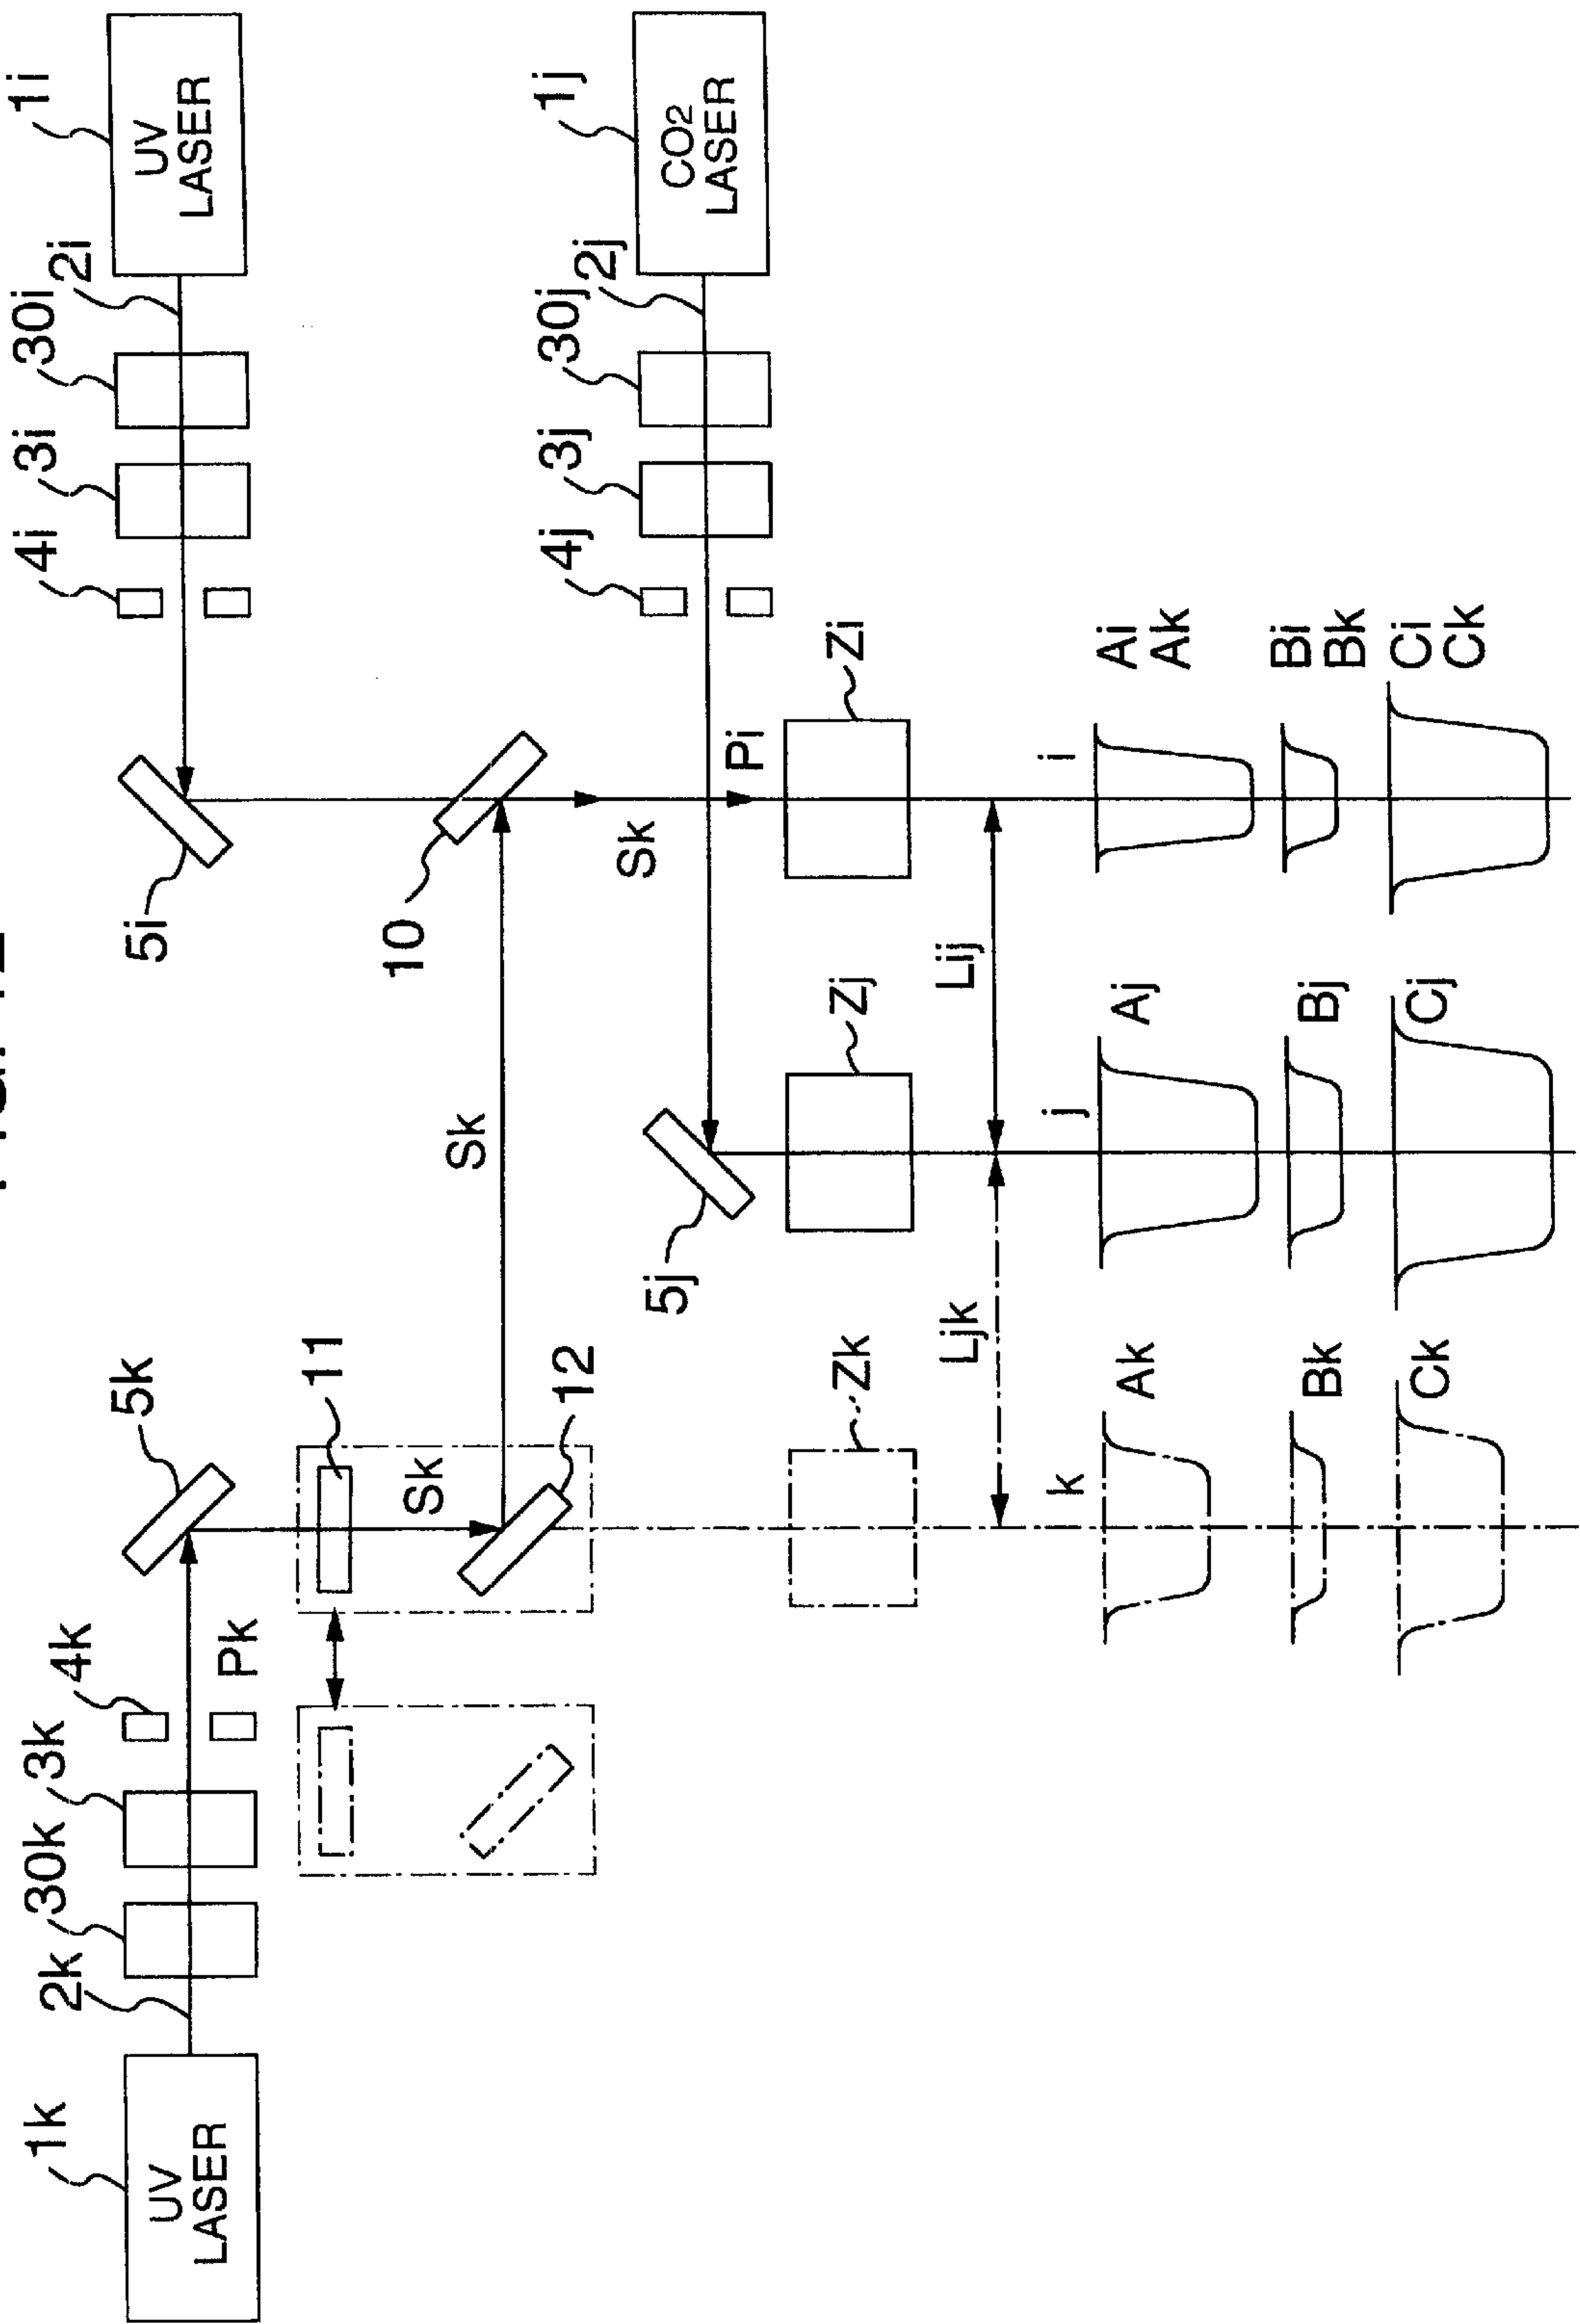 1k
2k
30k
3k
4k
5k
5i
4i
3i
30i
2i
1i
UV
LASER
Pk
UV
LASER
11
Sk
12
Sk
10
Sk
Pi
4j
3j
30j
2j
1j
CO2
LASER
5j
Zk
Zj
Zi
Ljk
Lij
k
j
i
Ak
Aj
Ai
Ak
Bk
Bj
Bi
Bk
Ck
Cj
Ci
Ck